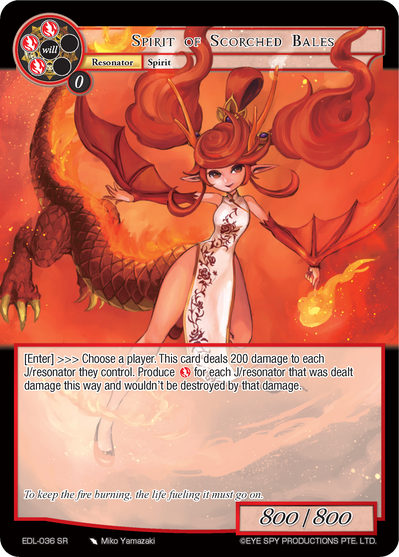 Spirit of Scorched Bales
will
Resonator Spirit
0
[Enter] >>> Choose a player. This card deals 200 damage to each
J/resonator they control. Produce for each J/resonator that was dealt
damage this way and wouldn't be destroyed by that damage.
To keep the fire burning, the life fueling it must go on.
800/800
EDL-036 SR Miko Yamazaki ©EYE SPY PRODUCTIONS PTE. LTD.